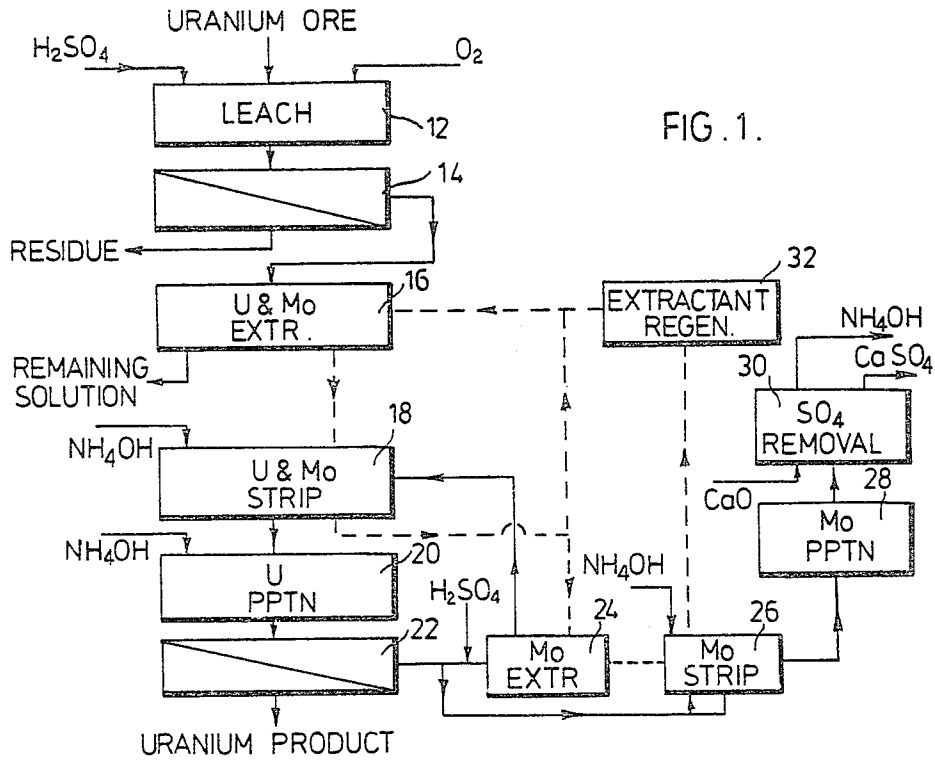 URANIUM ORE
H₂SO₄
O₂
LEACH
12
FIG.1.
14
RESIDUE
U & Mo
EXTR.
16
EXTRACTANT
REGEN.
32
REMAINING
SOLUTION
NH₄OH
CaSO₄
30
SO₄
REMOVAL
NH₄OH
18
U & Mo
STRIP
CaO
28
Mo
PPTN
NH₄OH
20
U
PPTN
H₂SO₄
NH₄OH
22
24
Mo
EXTR
26
Mo
STRIP
URANIUM PRODUCT